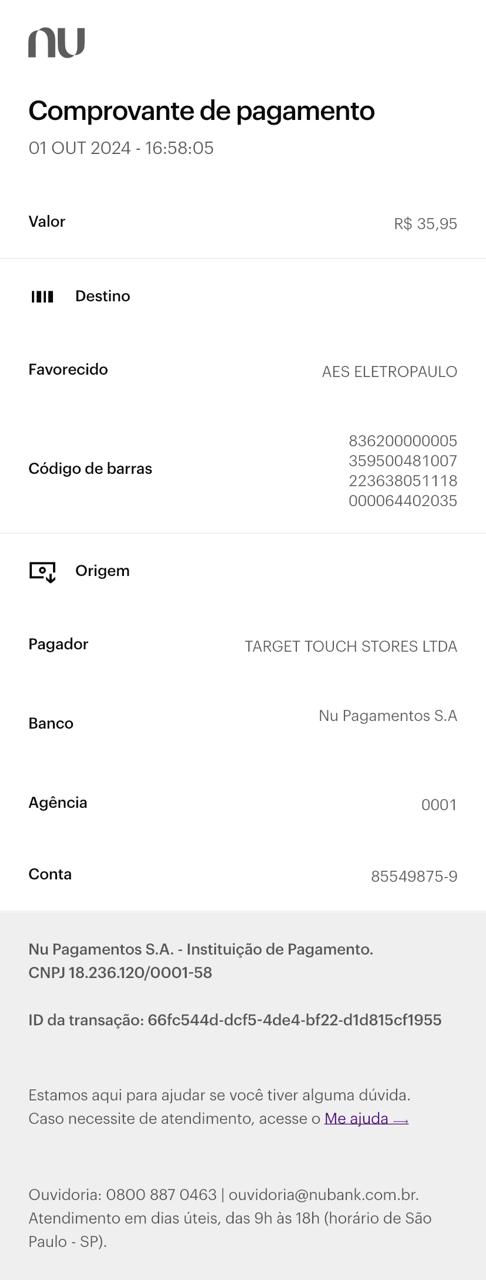 nu
Comprovante de pagamento
01 OUT 2024 - 16:58:05
Valor R$ 35,95
Destino
Favorecido AES ELETROPAULO
Código de barras 836200000005
359500481007
223638051118
000064402035
Origem
Pagador TARGET TOUCH STORES LTDA
Banco Nu Pagamentos S.A
Agência 0001
Conta 85549875-9
Nu Pagamentos S.A. - Instituição de Pagamento.
CNPJ 18.236.120/0001-58
ID da transação: 66fc544d-dcf5-4de4-bf22-d1d815cf1955
Estamos aqui para ajudar se você tiver alguma dúvida.
Caso necessite de atendimento, acesse o Me ajuda →
Ouvidoria: 0800 887 0463 | ouvidoria@nubank.com.br.
Atendimento em dias úteis, das 9h às 18h (horário de São
Paulo - SP).